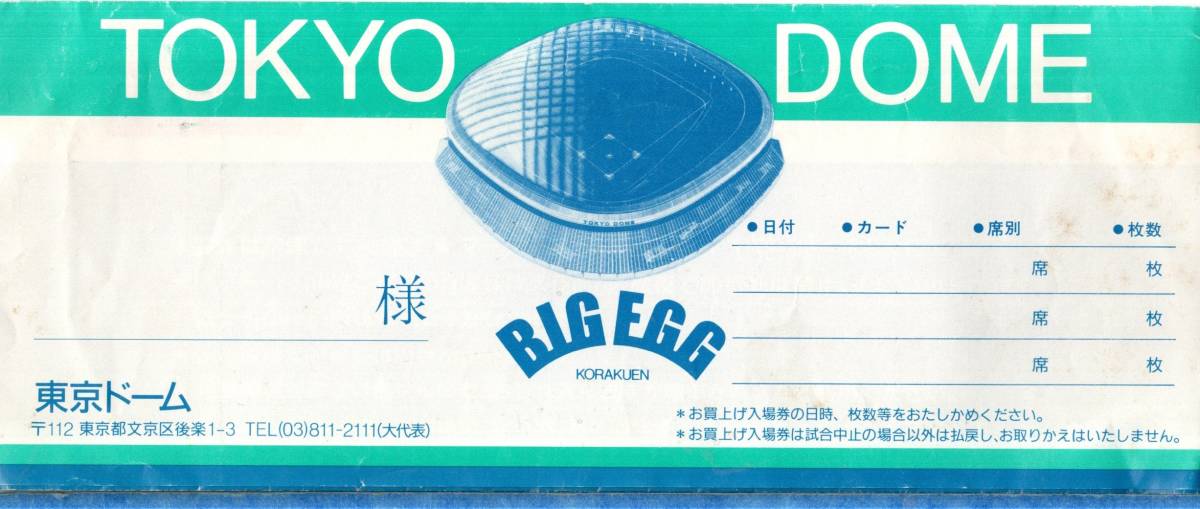 TOKYO DOME
TOKYO DOME
●日付 ●カード ●席別 ●枚数
席 枚
席 枚
席 枚
様
BIG EGG
KORAKUEN
東京ドーム
〒112 東京都文京区後楽1-3 TEL(03)811-2111(大代表)
*お買上げ入場券の日時、枚数等をおたしかめください。
*お買上げ入場券は試合中止の場合以外は払戻し、お取りかえはいたしません。